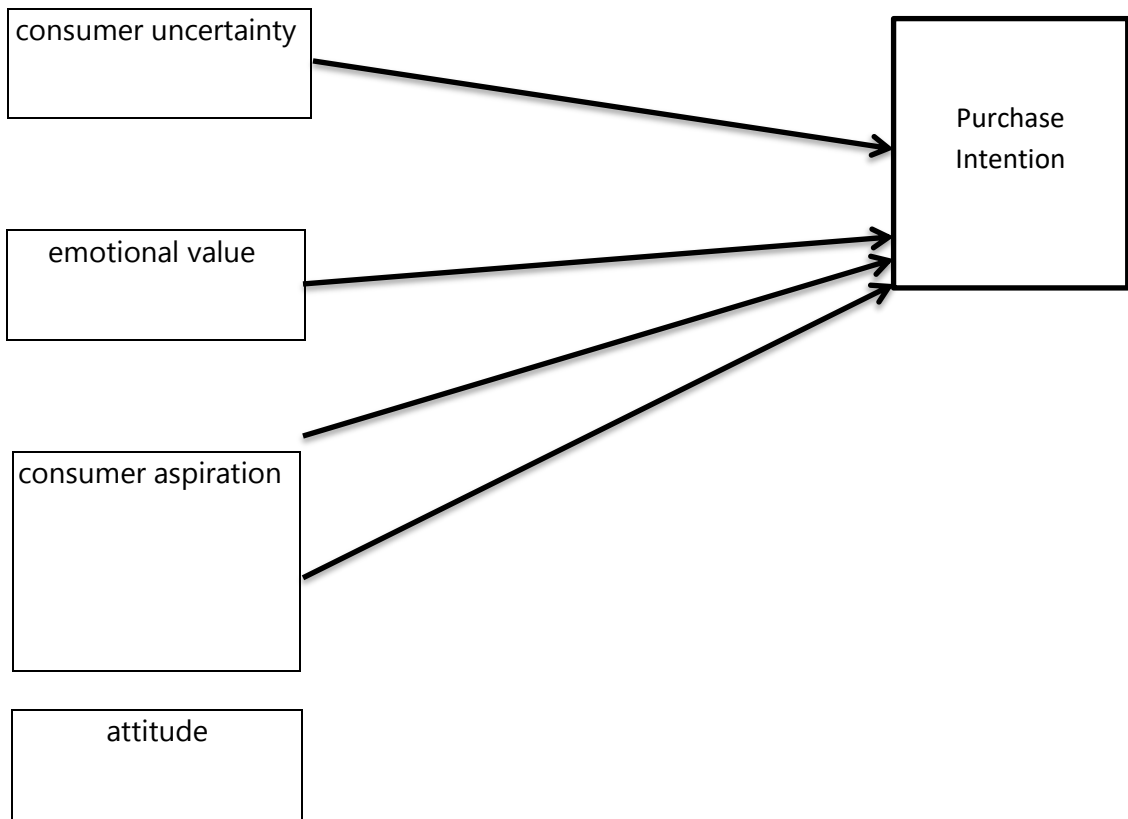 consumer uncertainty
Purchase
Intention
emotional value
consumer aspiration
attitude